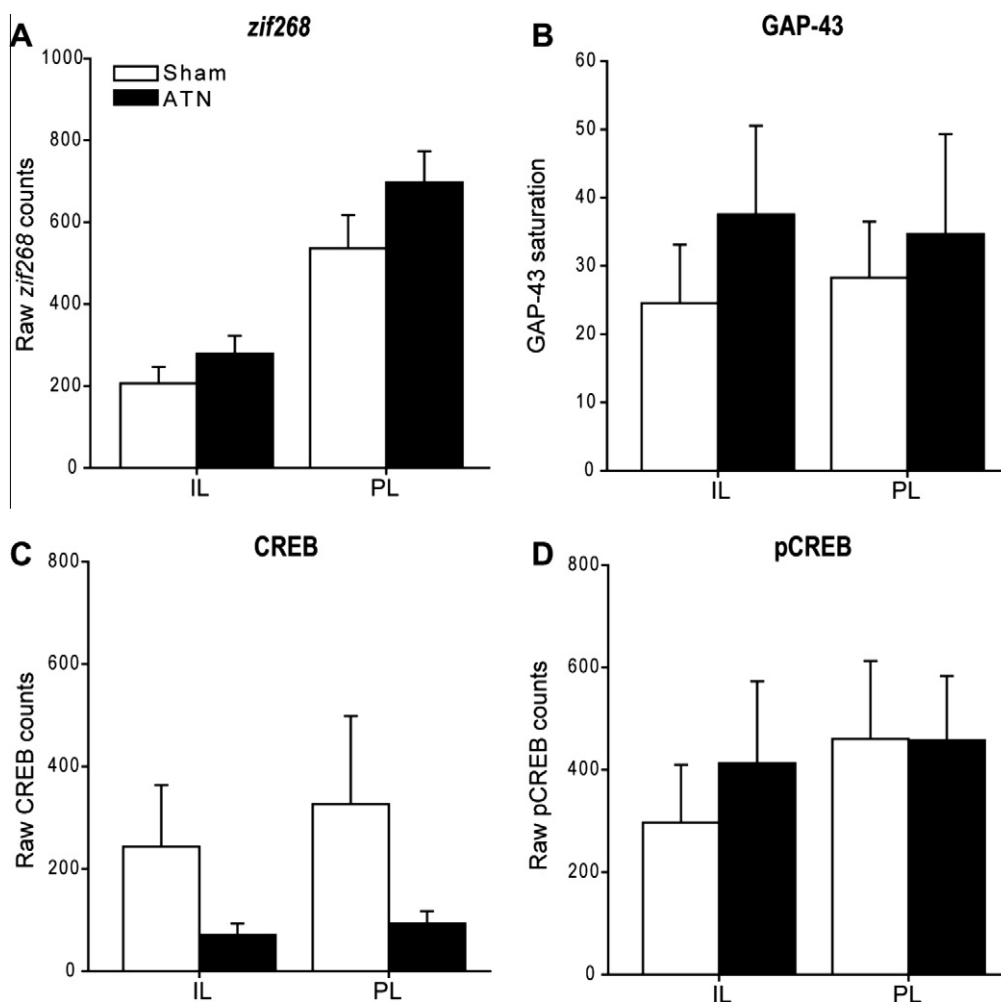 A
zif268
Raw zif268 counts
1000
800
600
400
200
0
Sham
ATN
IL
PL
B
GAP-43
GAP-43 saturation
60
50
40
30
20
10
0
IL
PL
C
CREB
Raw CREB counts
800
600
400
200
0
IL
PL
D
pCREB
Raw pCREB counts
800
600
400
200
0
IL
PL